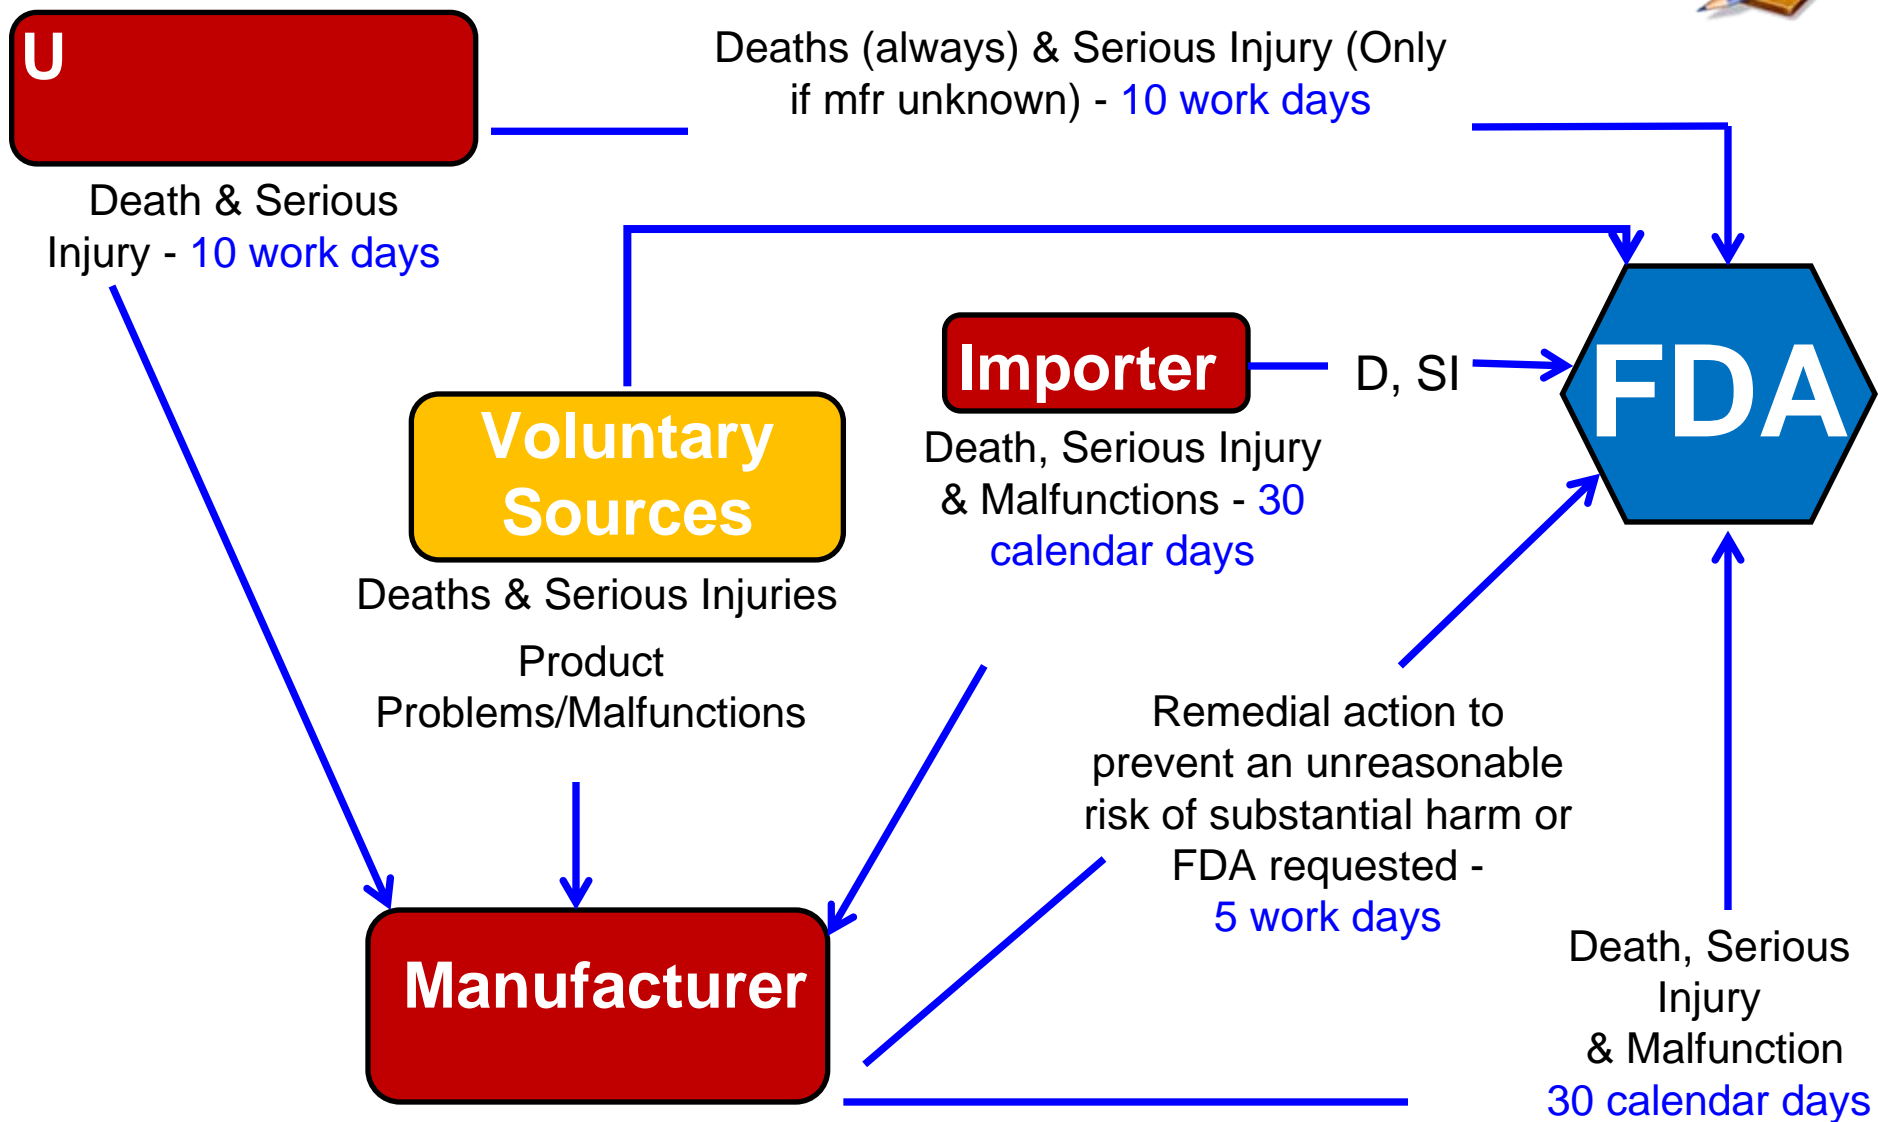 U
Deaths (always) & Serious Injury (Only
if mfr unknown) - 10 work days
Death & Serious
Injury - 10 work days
Importer
D, SI
FDA
Voluntary
Sources
Death, Serious Injury
& Malfunctions - 30
calendar days
Deaths & Serious Injuries
Product
Problems/Malfunctions
Remedial action to
prevent an unreasonable
risk of substantial harm or
FDA requested -
5 work days
Manufacturer
Death, Serious
Injury
& Malfunction
30 calendar days